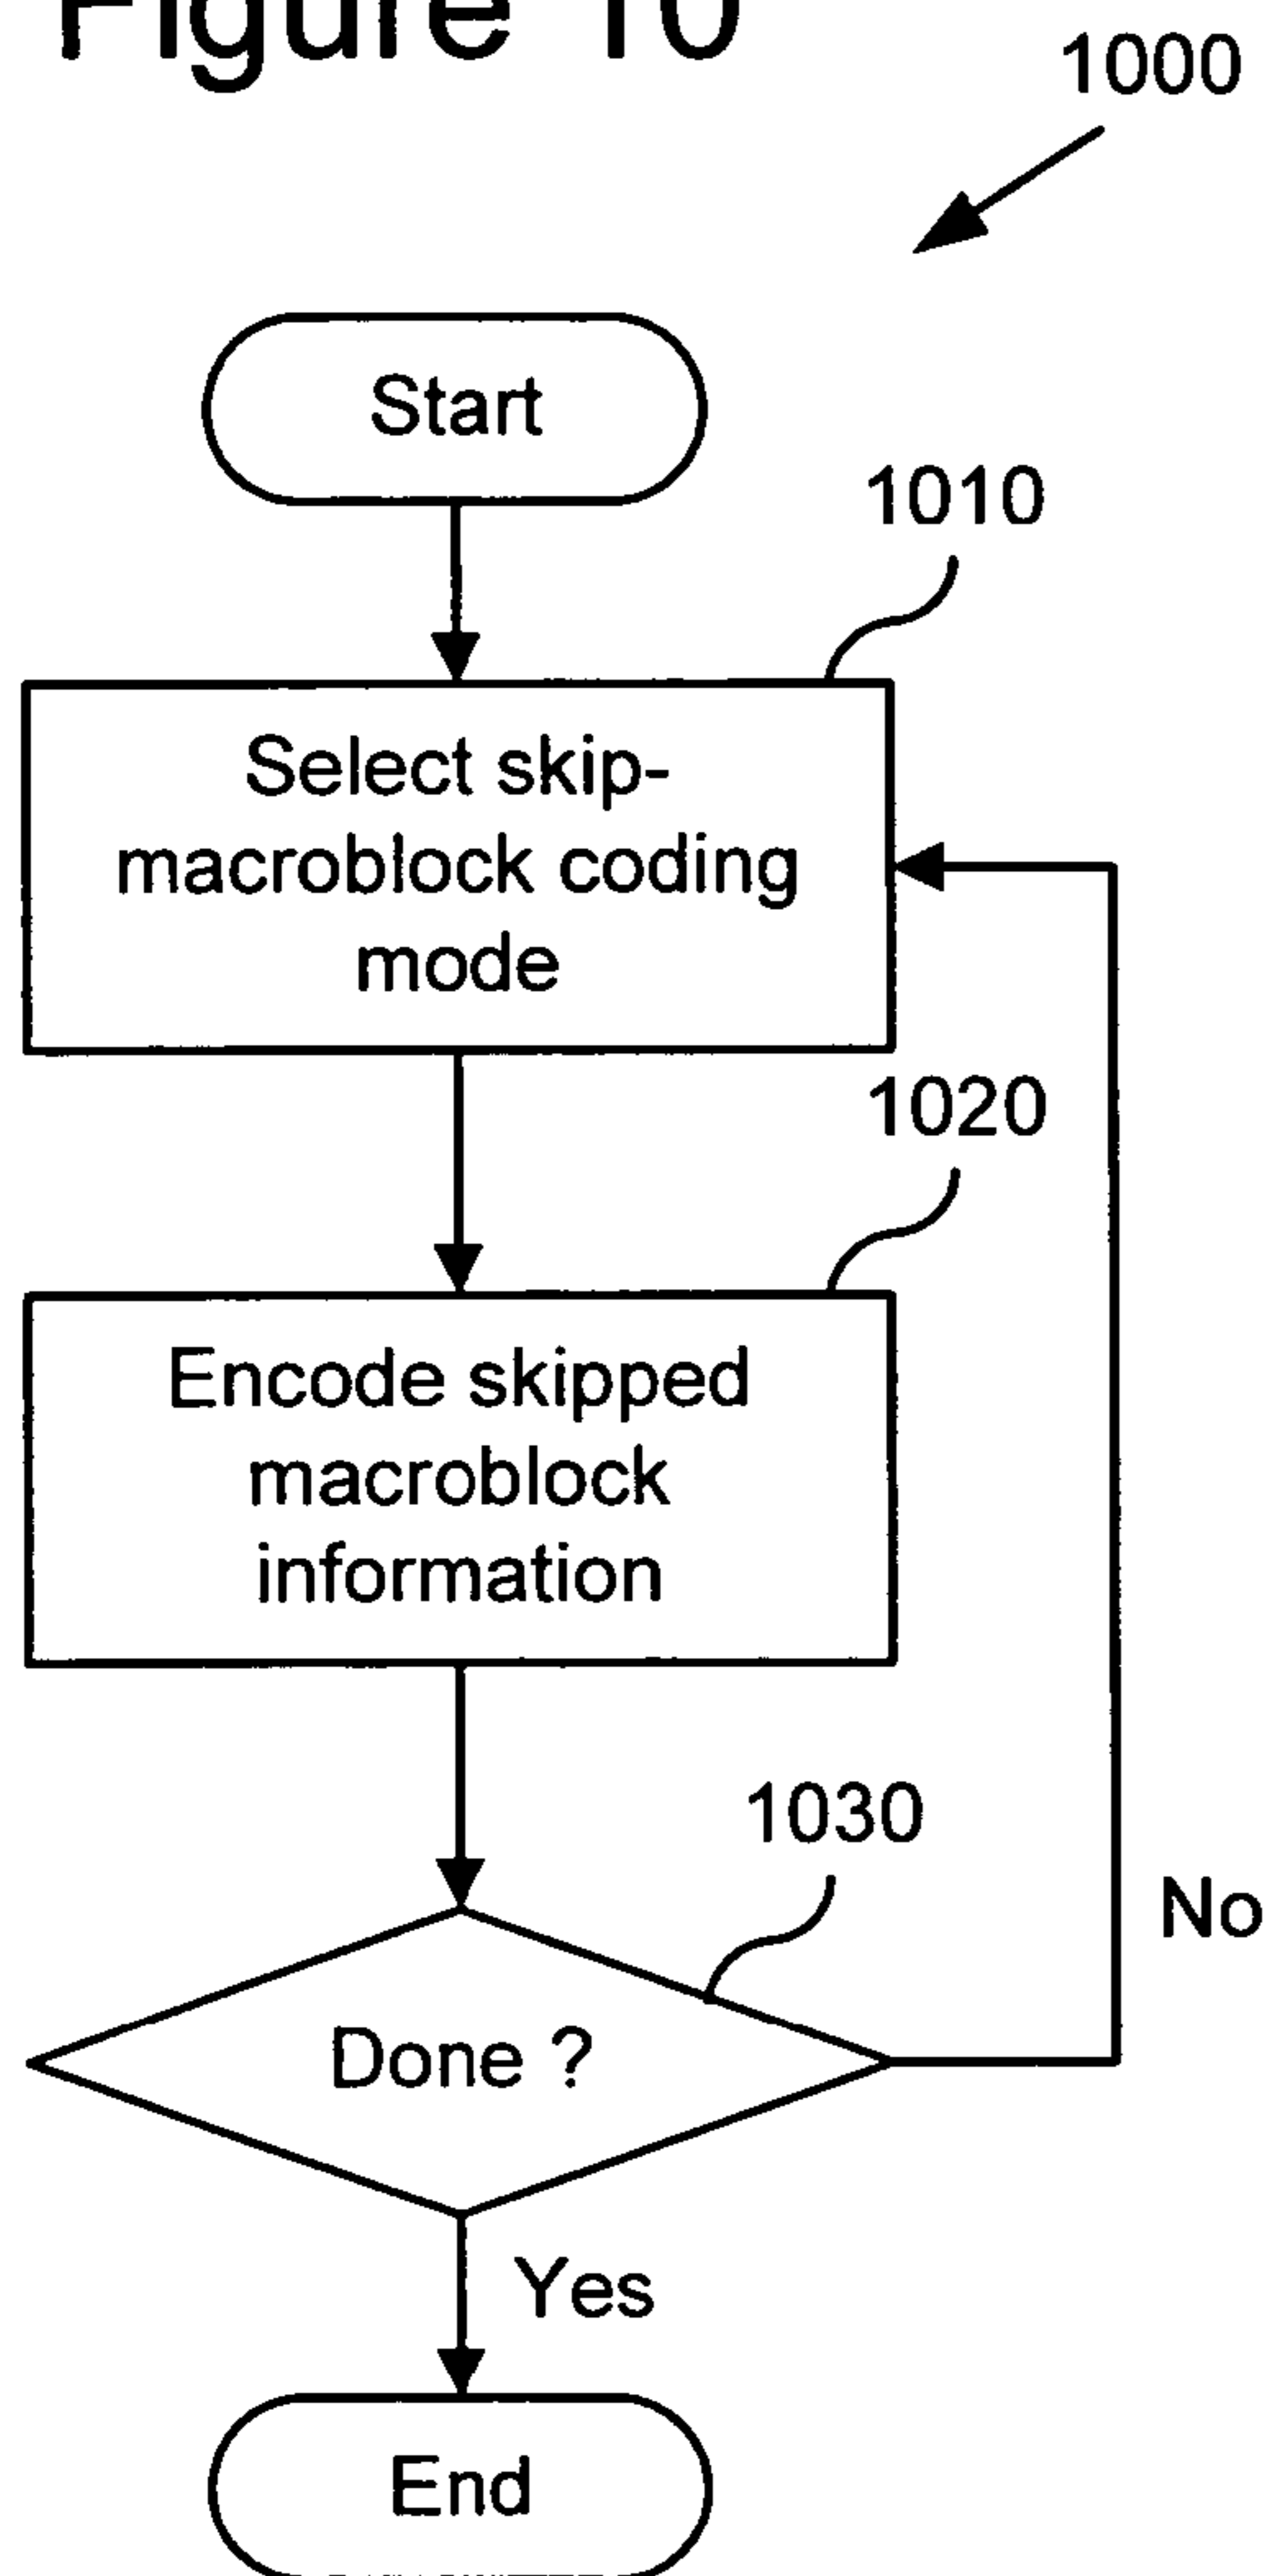 Figure 10
1000
Start
1010
Select skip-
macroblock coding
mode
1020
Encode skipped
macroblock
information
1030
No
Done ?
Yes
End